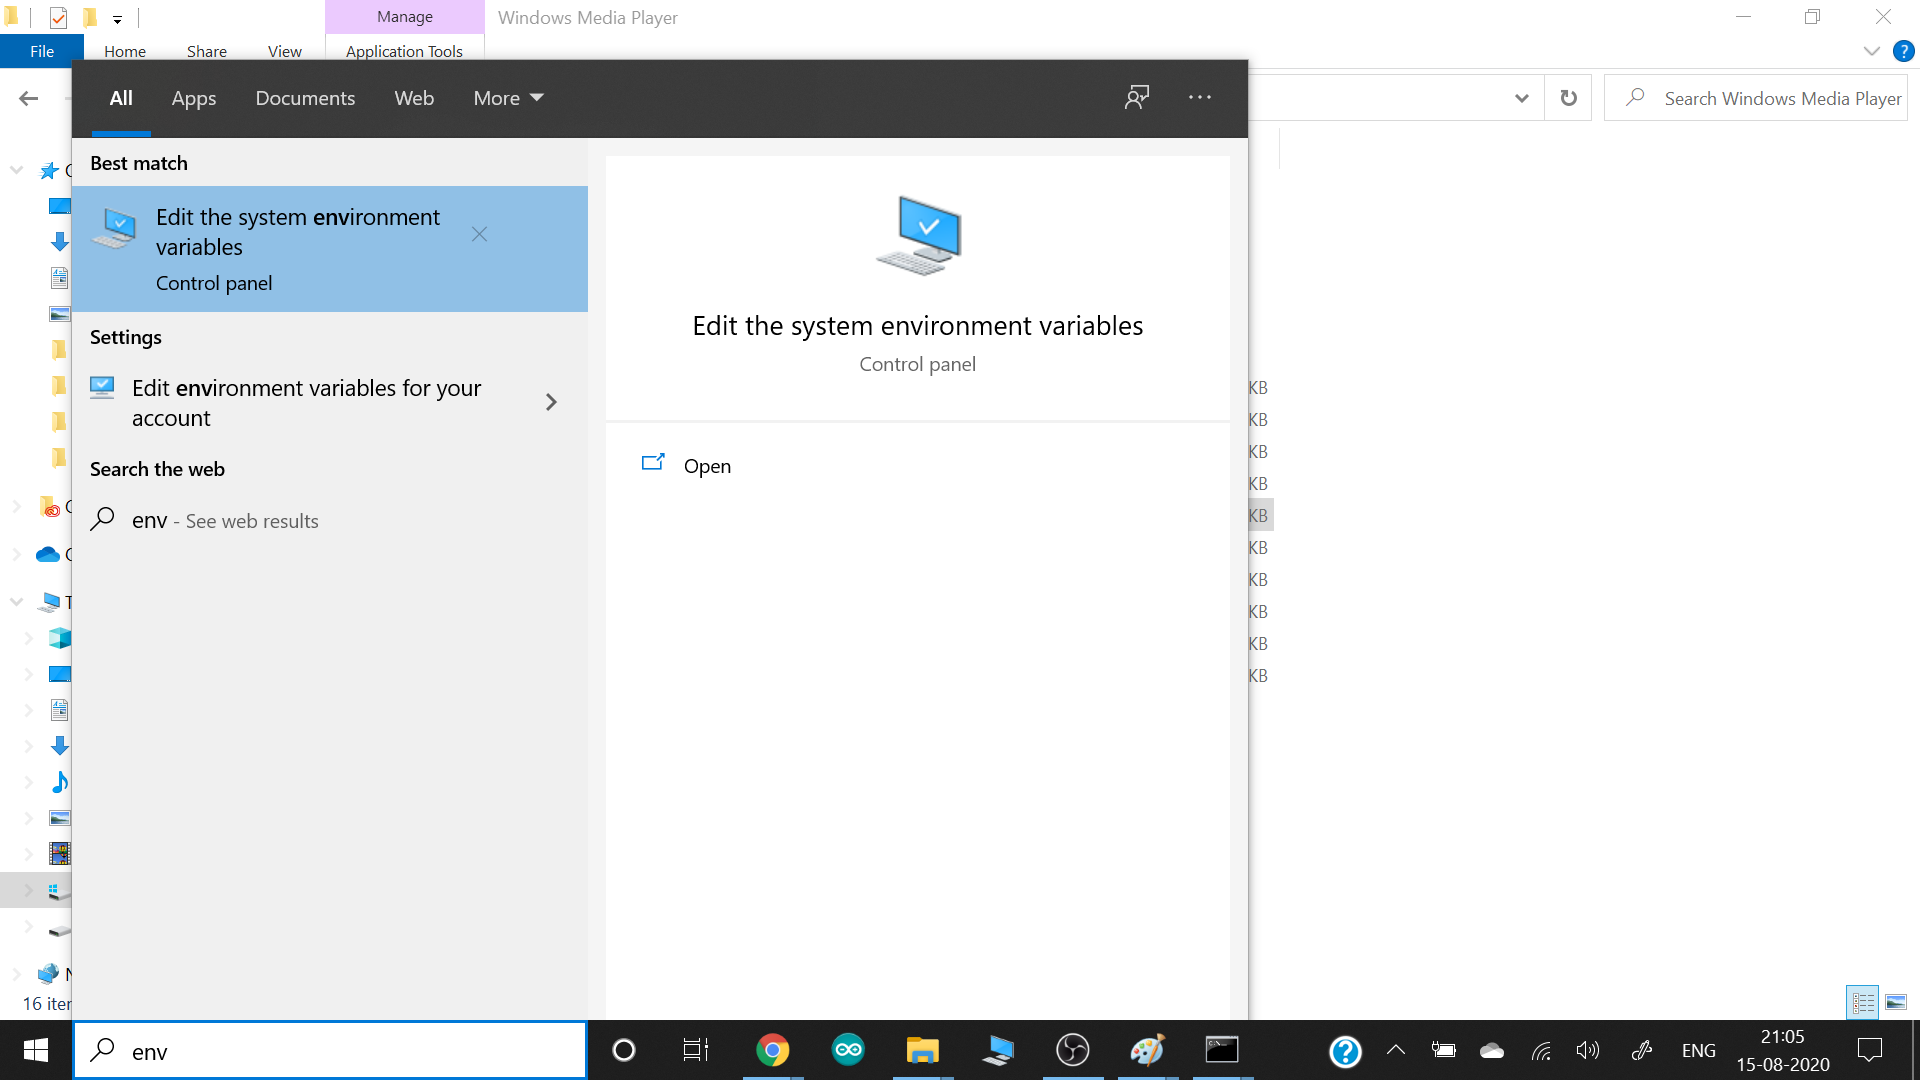 Manage
Windows Media Player
File
Home
Share
View
Application Tools
All
Apps
Documents
Web
More
Search Windows Media Player
Best match
Edit the system environment
variables
Control panel
Settings
Edit environment variables for your
account
Search the web
env - See web results
Edit the system environment variables
Control panel
Open
KB
KB
KB
KB
KB
KB
KB
KB
KB
KB
16 iter
env
ENG
21:05
15-08-2020